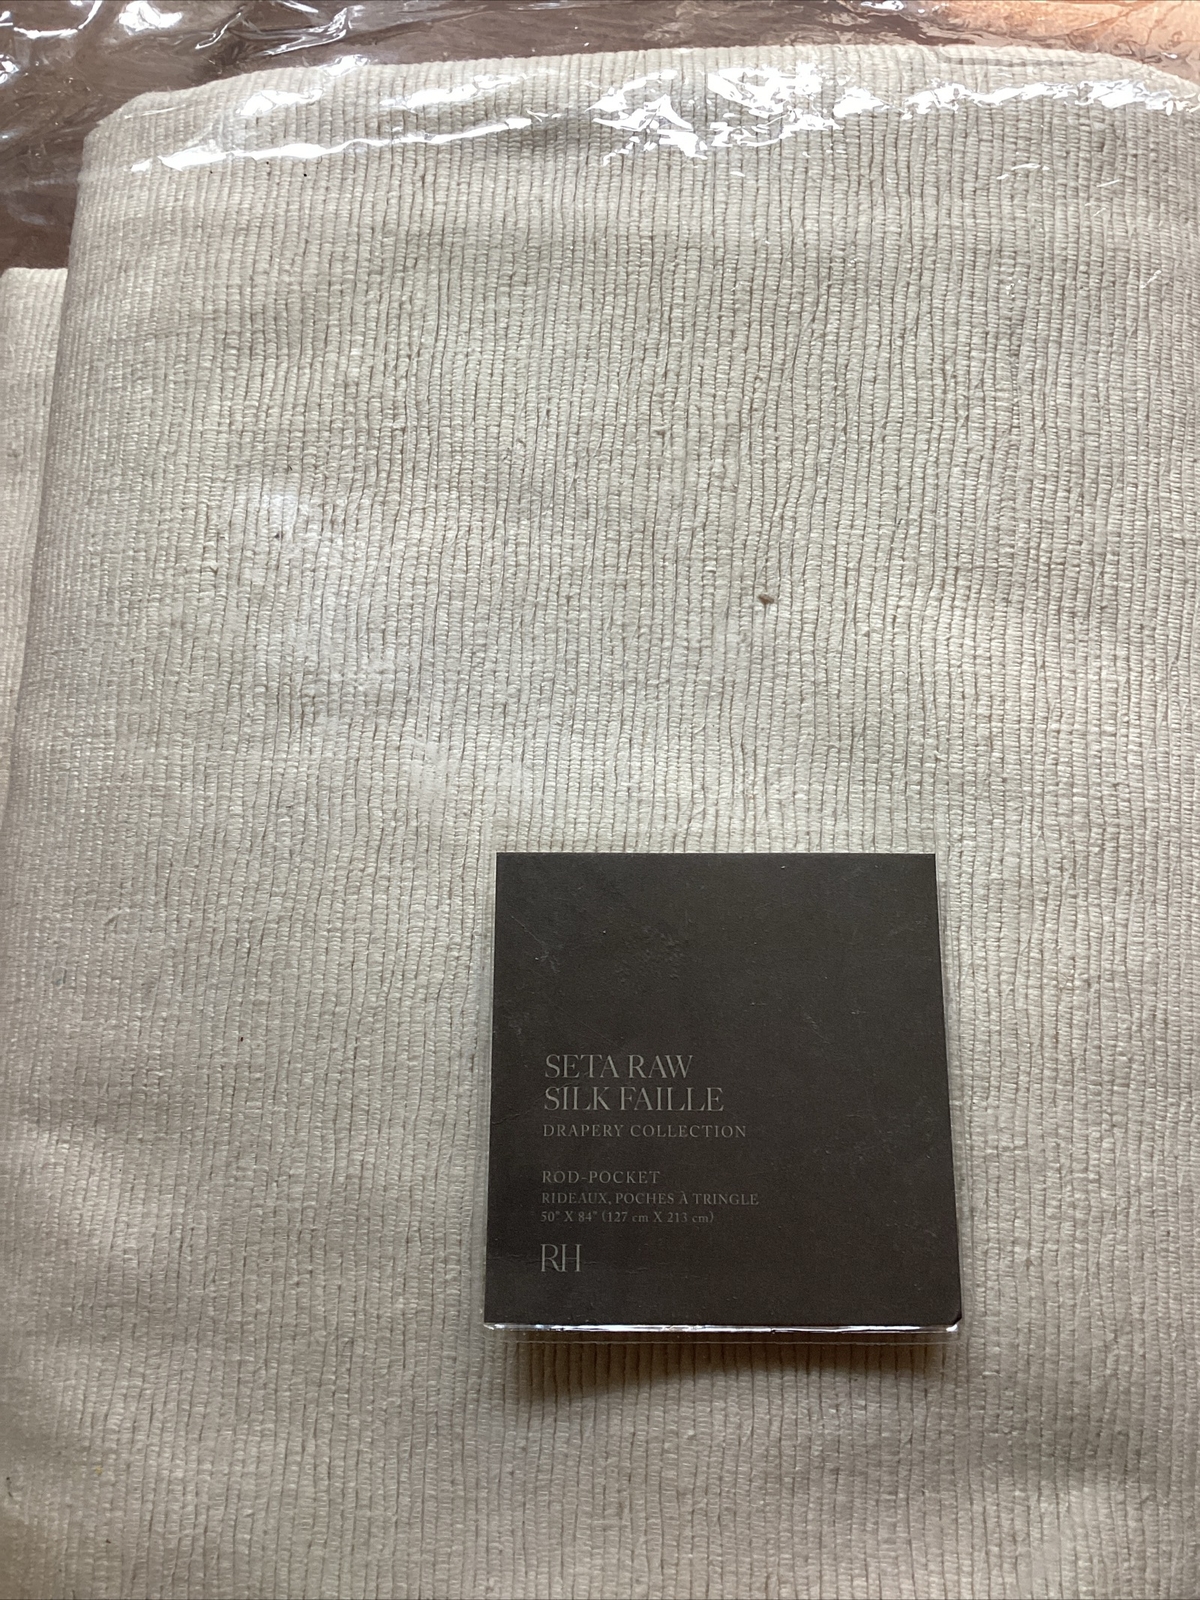 SETA RAW
SILK FAILLE
DRAPERY COLLECTION
ROD-POCKET
RIDEAUX, POCHES À TRINGLE
50" X 84" (127 cm X 213 cm)
RH